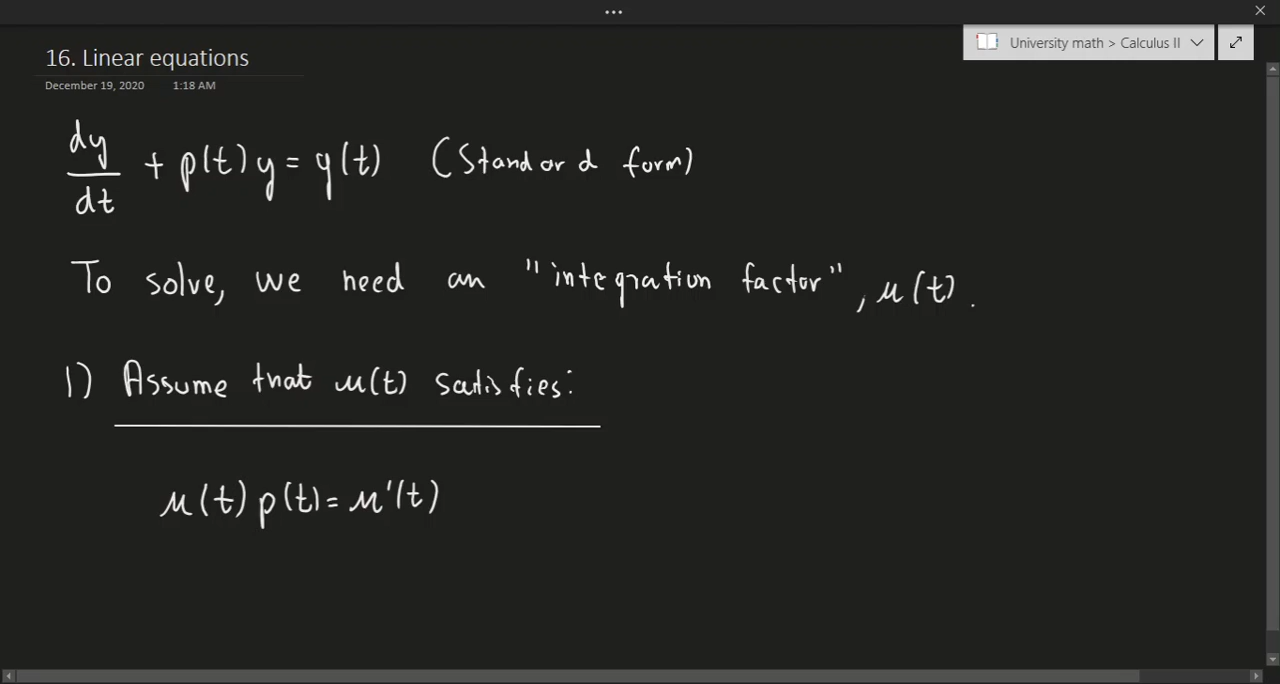 16. Linear equations
December 19, 2020 1:18 AM
University math > Calculus II
dy/dt + p(t)y = q(t) (Standard form)
To solve, we need an "integration factor", μ(t).
1) Assume that μ(t) satisfies:
μ(t)p(t) = μ'(t)